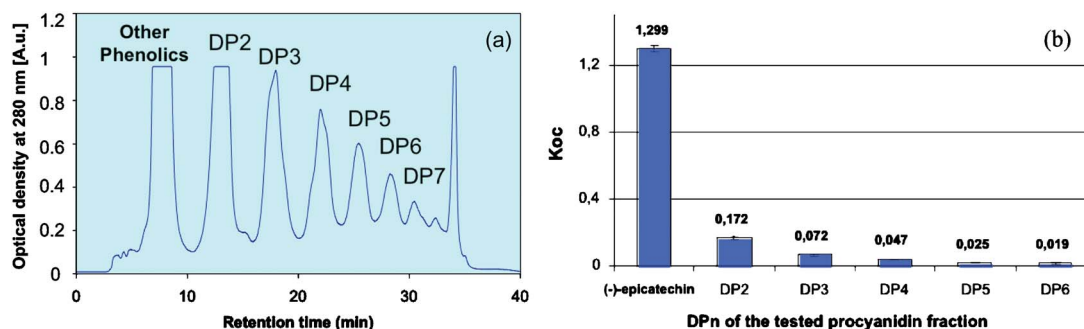 (a)
Optical density at 280 nm [A.u.]
1.2
1
0.8
0.6
0.4
0.2
0
Other
Phenolics
DP2
DP3
DP4
DP5
DP6
DP7
0 10 20 30 40
Retention time (min)
(b)
Koc
1,2
0,8
0,4
0
1,299
0,172
0,072
0,047
0,025
0,019
(-)-epicatechin DP2 DP3 DP4 DP5 DP6
DPn of the tested procyanidin fraction